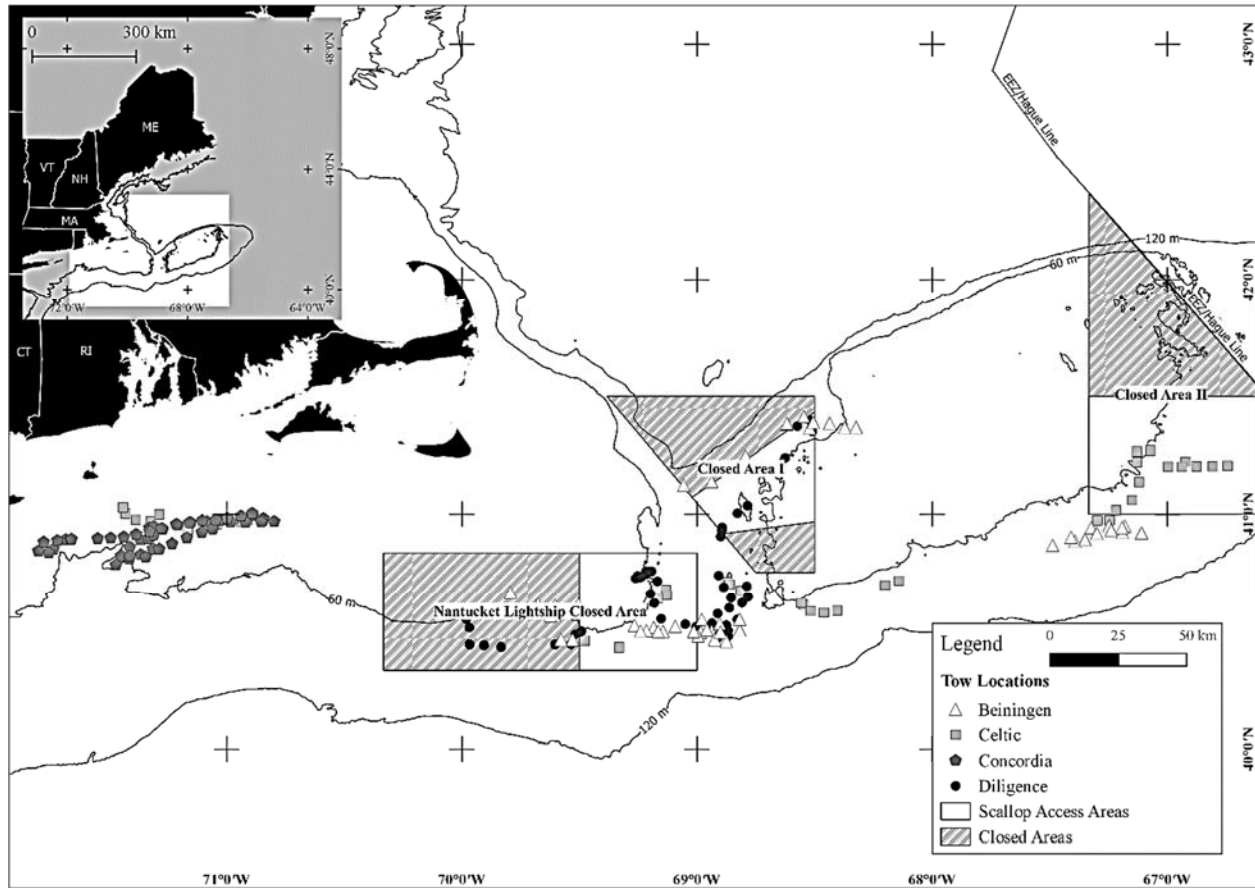 0 300 km
48°0'N
44°0'N
40°0'N
72°0'W 68°0'W 64°0'W
ME
VT
NH
MA
CT
RI
EEZ/Hague Line
EEZ/Hague Line
43°0'N
42°0'N
41°0'N
40°0'N
120 m
60 m
Closed Area II
Closed Area I
Nantucket Lightship Closed Area
60 m
120 m
Legend
0 25 50 km
Tow Locations
Beiningen
Celtic
Concordia
Diligence
Scallop Access Areas
Closed Areas
71°0'W 70°0'W 69°0'W 68°0'W 67°0'W